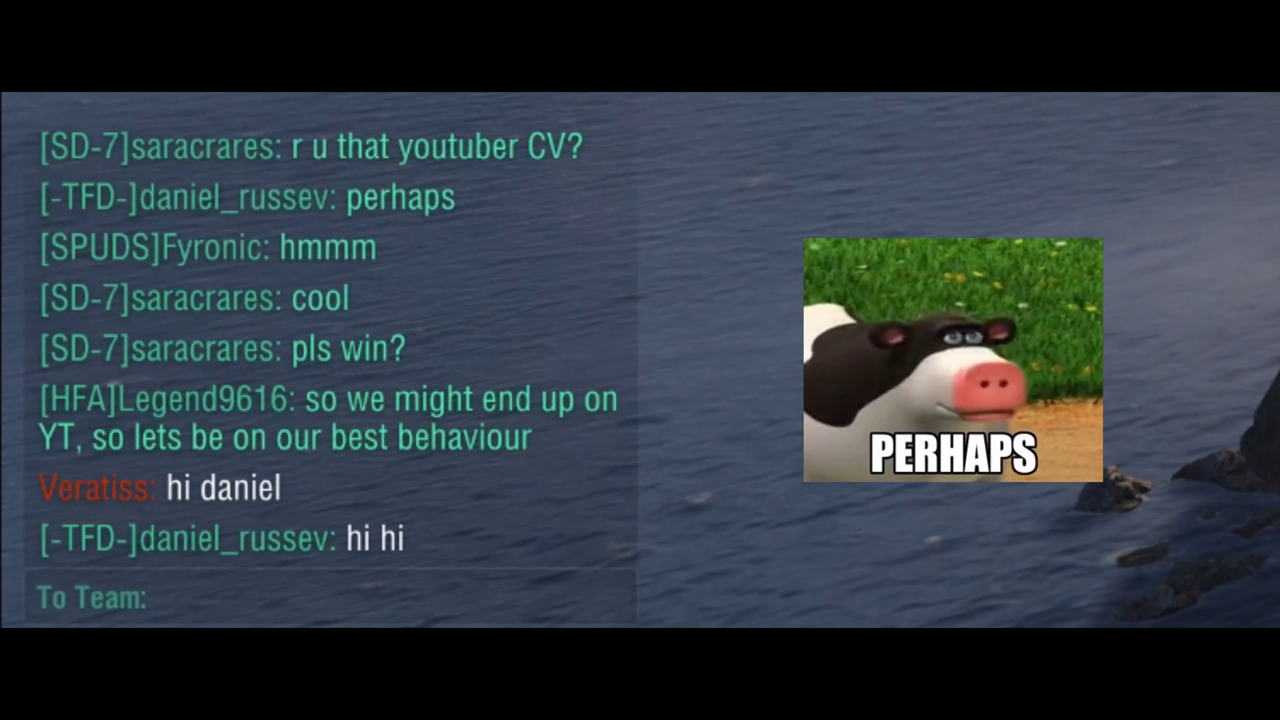 [SD-7]saracrares: r u that youtuber CV?
[-TFD-]daniel_russev: perhaps
[SPUDS]Fyronic: hmmm
[SD-7]saracrares: cool
[SD-7]saracrares: pls win?
[HFA]Legend9616: so we might end up on
YT, so lets be on our best behaviour
Veratiss: hi daniel
[-TFD-]daniel_russev: hi hi
To Team:
PERHAPS